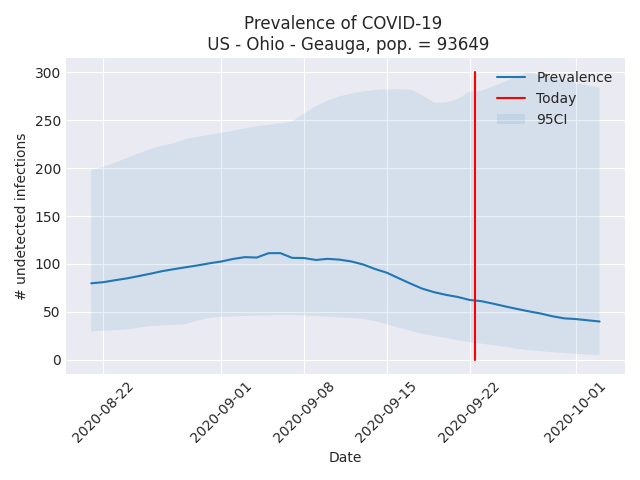 Prevalence of COVID-19
US - Ohio - Geauga, pop. = 93649
300
250
200
150
100
50
0
# undetected infections
Prevalence
Today
95CI
2020-08-22
2020-09-01
2020-09-08
2020-09-15
2020-09-22
2020-10-01
Date